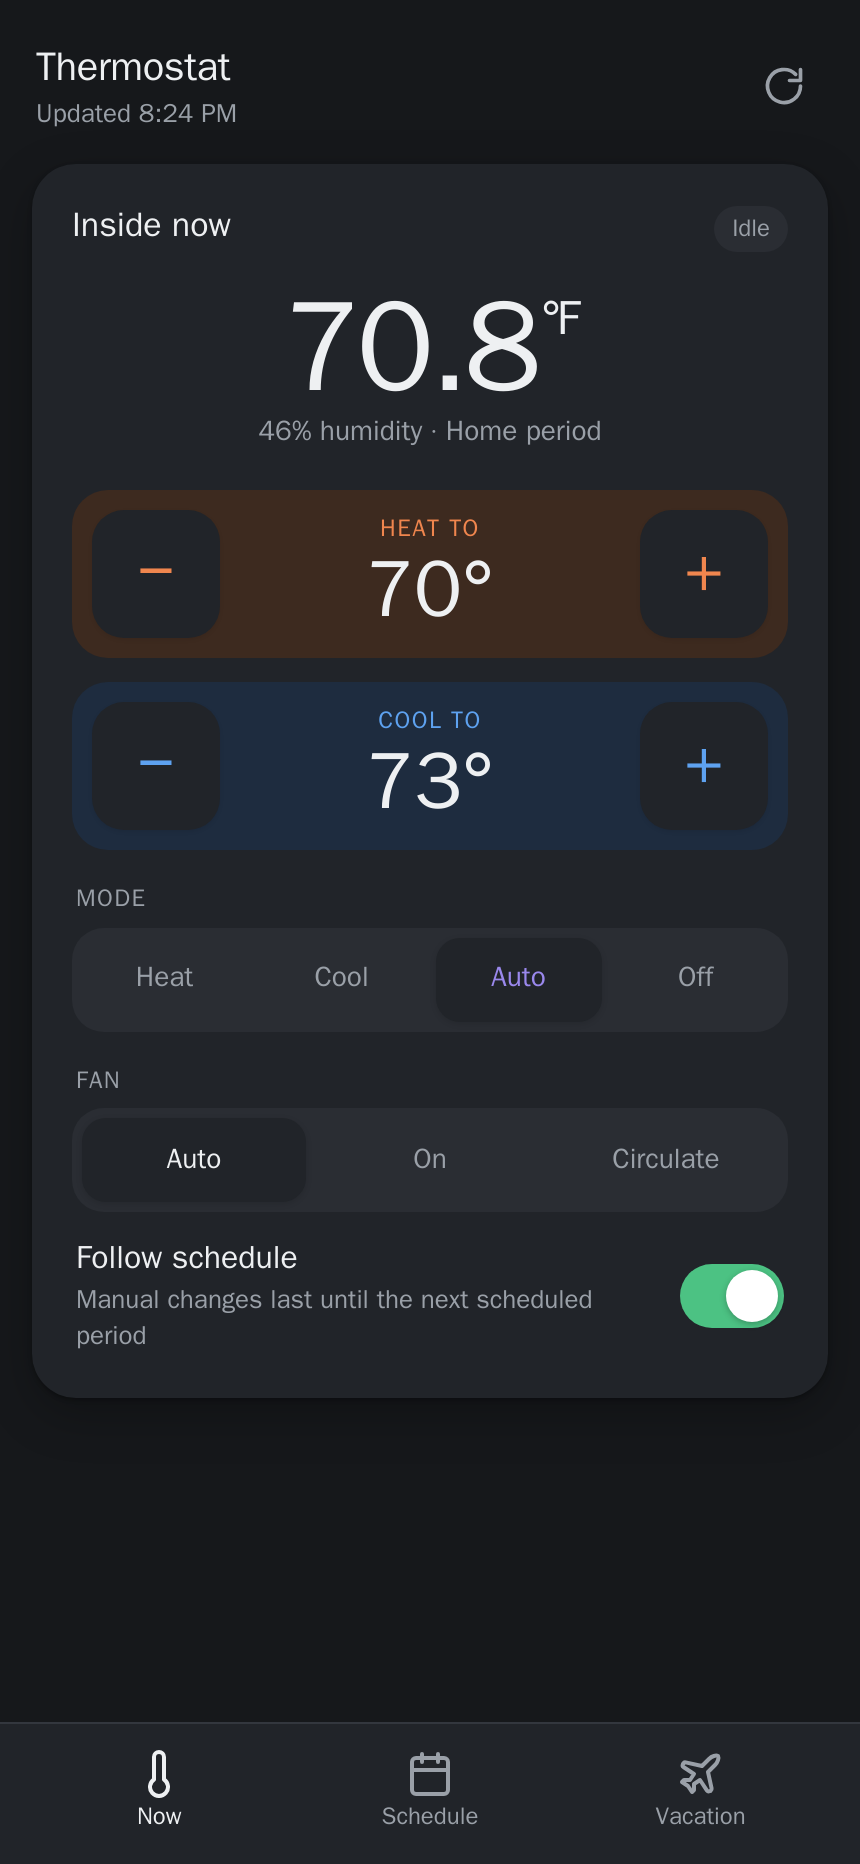 Thermostat
Updated 8:24 PM
Inside now
Idle
70.8°F
46% humidity · Home period
HEAT TO
− 70° +
COOL TO
− 73° +
MODE
Heat Cool Auto Off
FAN
Auto On Circulate
Follow schedule
Manual changes last until the next scheduled
period
Now Schedule Vacation